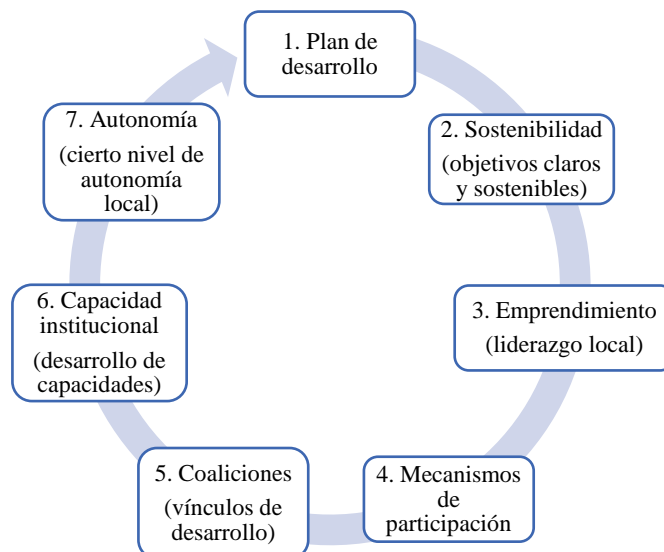 1. Plan de
desarrollo
2. Sostenibilidad
(objetivos claros
y sostenibles)
3. Emprendimiento
(liderazgo local)
4. Mecanismos
de
participación
5. Coaliciones
(vínculos de
desarrollo)
6. Capacidad
institucional
(desarrollo de
capacidades)
7. Autonomía
(cierto nivel de
autonomía
local)